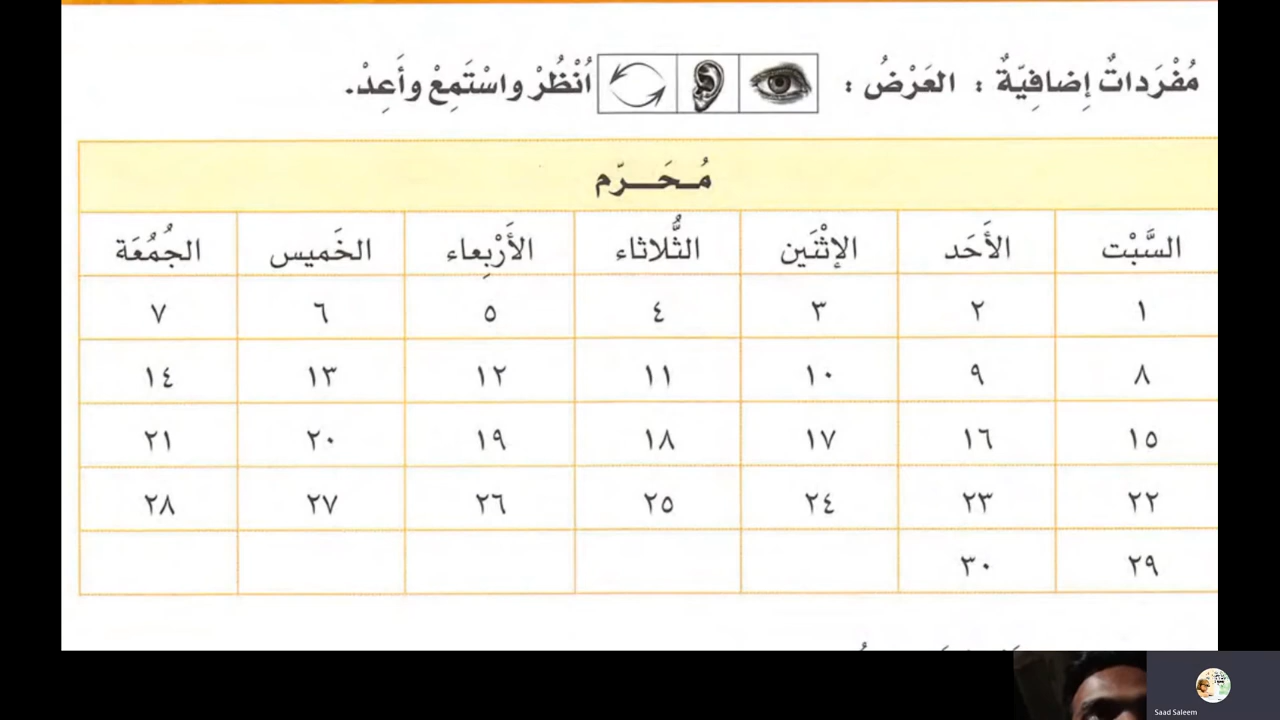 مُفْرَداتٌ إِضافِيّةٌ : العَرْضُ : اُنْظُرْ واسْتَمِعْ وأَعِدْ.
مُـحَـــرّم
السَّبْت الأَحَد الإثْنَين الثُّلاثاء الأَرْبِعاء الخَميس الجُمُعَة
١ ٢ ٣ ٤ ٥ ٦ ٧
٨ ٩ ١٠ ١١ ١٢ ١٣ ١٤
١٥ ١٦ ١٧ ١٨ ١٩ ٢٠ ٢١
٢٢ ٢٣ ٢٤ ٢٥ ٢٦ ٢٧ ٢٨
٢٩ ٣٠
Saad Saleem